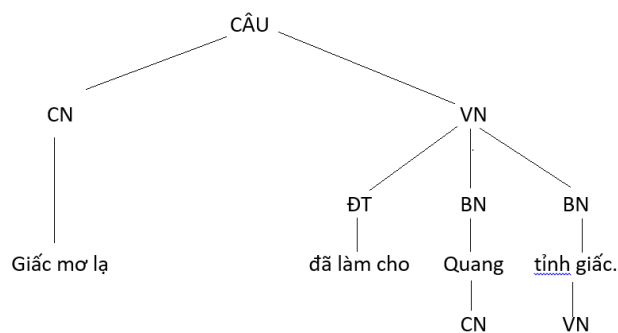 CÂU
CN VN
ĐT BN BN
Giấc mơ lạ đã làm cho Quang tỉnh giấc.
CN VN